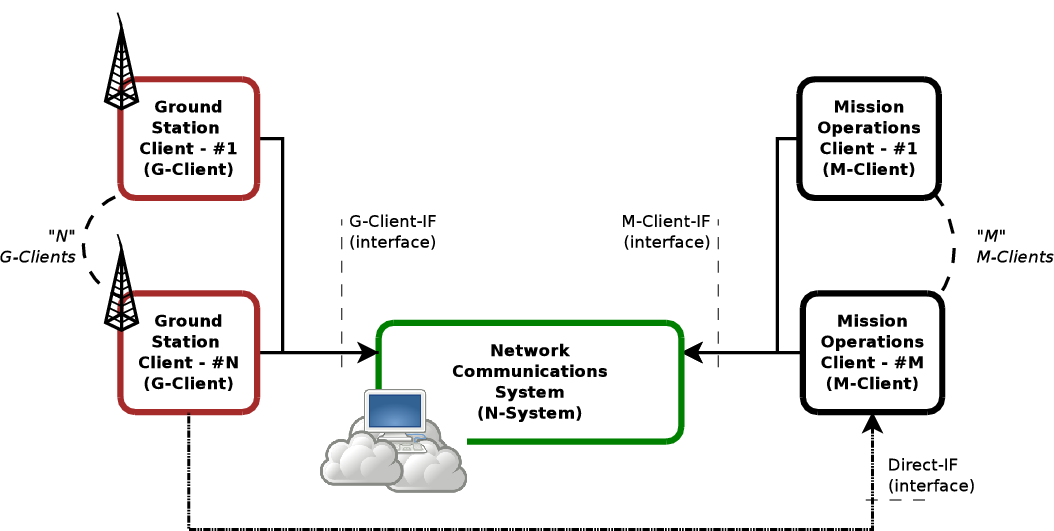 Ground
Station
Client - #1
(G-Client)
Mission
Operations
Client - #1
(M-Client)
"N"
G-Clients
G-Client-IF
(interface)
M-Client-IF
(interface)
"M"
M-Clients
Ground
Station
Client - #N
(G-Client)
Network
Communications
System
(N-System)
Mission
Operations
Client - #M
(M-Client)
Direct-IF
(interface)